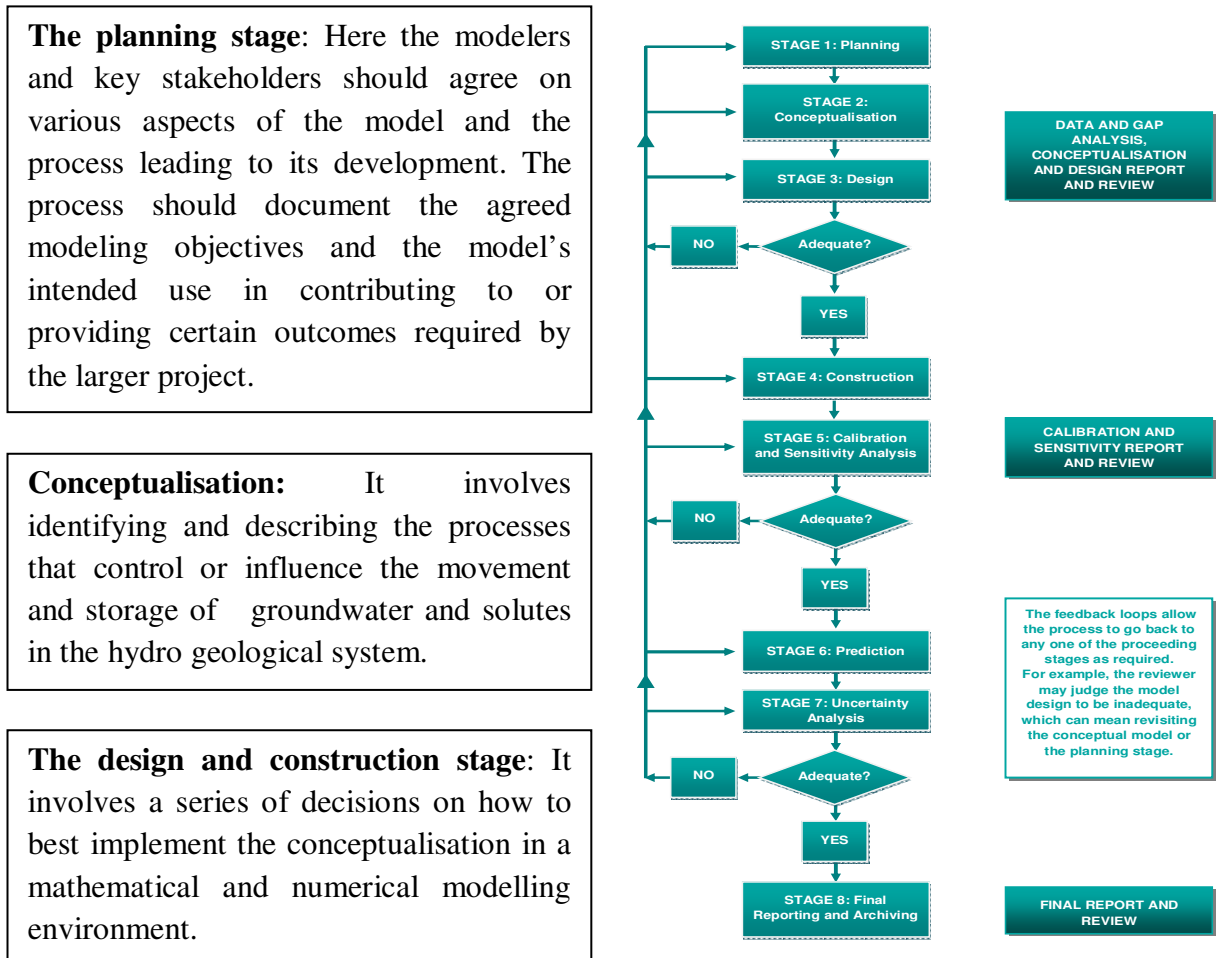 The planning stage: Here the modelers
and key stakeholders should agree on
various aspects of the model and the
process leading to its development. The
process should document the agreed
modeling objectives and the model's
intended use in contributing to or
providing certain outcomes required by
the larger project.
Conceptualisation: It involves
identifying and describing the processes
that control or influence the movement
and storage of groundwater and solutes
in the hydro geological system.
The design and construction stage: It
involves a series of decisions on how to
best implement the conceptualisation in a
mathematical and numerical modelling
environment.
STAGE 1: Planning
STAGE 2:
Conceptualisation
STAGE 3: Design
Adequate?
NO
YES
STAGE 4: Construction
STAGE 5: Calibration
and Sensitivity Analysis
Adequate?
NO
YES
STAGE 6: Prediction
STAGE 7: Uncertainty
Analysis
Adequate?
NO
YES
STAGE 8: Final
Reporting and Archiving
DATA AND GAP
ANALYSIS,
CONCEPTUALISATION
AND DESIGN REPORT
AND REVIEW
CALIBRATION AND
SENSITIVITY REPORT
AND REVIEW
The feedback loops allow
the process to go back to
any one of the proceeding
stages as required.
For example, the reviewer
may judge the model
design to be inadequate,
which can mean revisiting
the conceptual model or
the planning stage.
FINAL REPORT AND
REVIEW